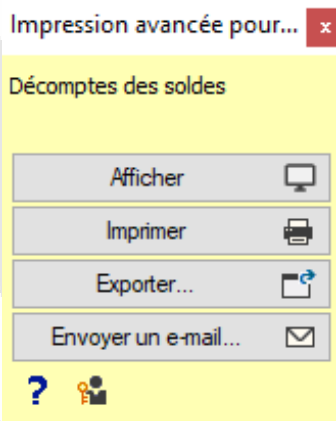 Impression avancée pour...
x
Décomptes des soldes
Afficher
Imprimer
Exporter...
Envoyer un e-mail...
?